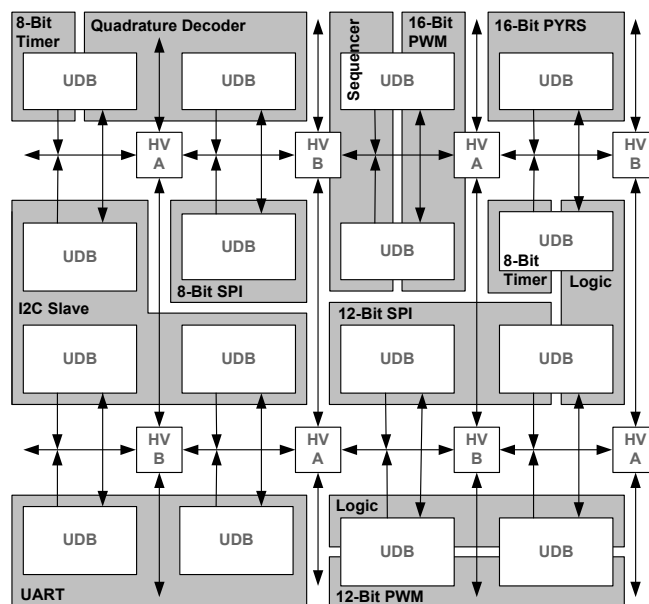 8-Bit
Timer
Quadrature Decoder
Sequencer
16-Bit
PWM
16-Bit PYRS
UDB
UDB
UDB
UDB
HV
A
HV
B
HV
A
HV
B
UDB
UDB
UDB
UDB
8-Bit SPI
8-Bit
Timer
Logic
I2C Slave
12-Bit SPI
UDB
UDB
UDB
UDB
HV
B
HV
A
HV
B
HV
A
Logic
UDB
UDB
UDB
UDB
UART
12-Bit PWM